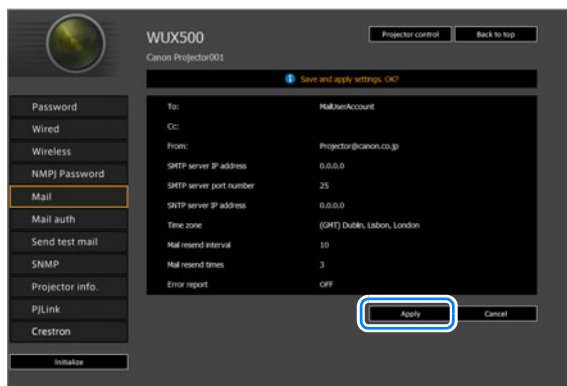 WUX500
Projector control
Back to top
Canon Projector001
Save and apply settings. OK?
Password
Wired
Wireless
NMPJ Password
Mail
Mail auth
Send test mail
SNMP
Projector info.
PJLink
Crestron
Initialize
To: MailUserAccount
Cc:
From: Projector@canon.co.jp
SMTP server IP address 0.0.0.0
SMTP server port number 25
SNTP server IP address 0.0.0.0
Time zone (GMT) Dublin, Lisbon, London
Mail resend interval 10
Mail resend times 3
Error report OFF
Apply
Cancel